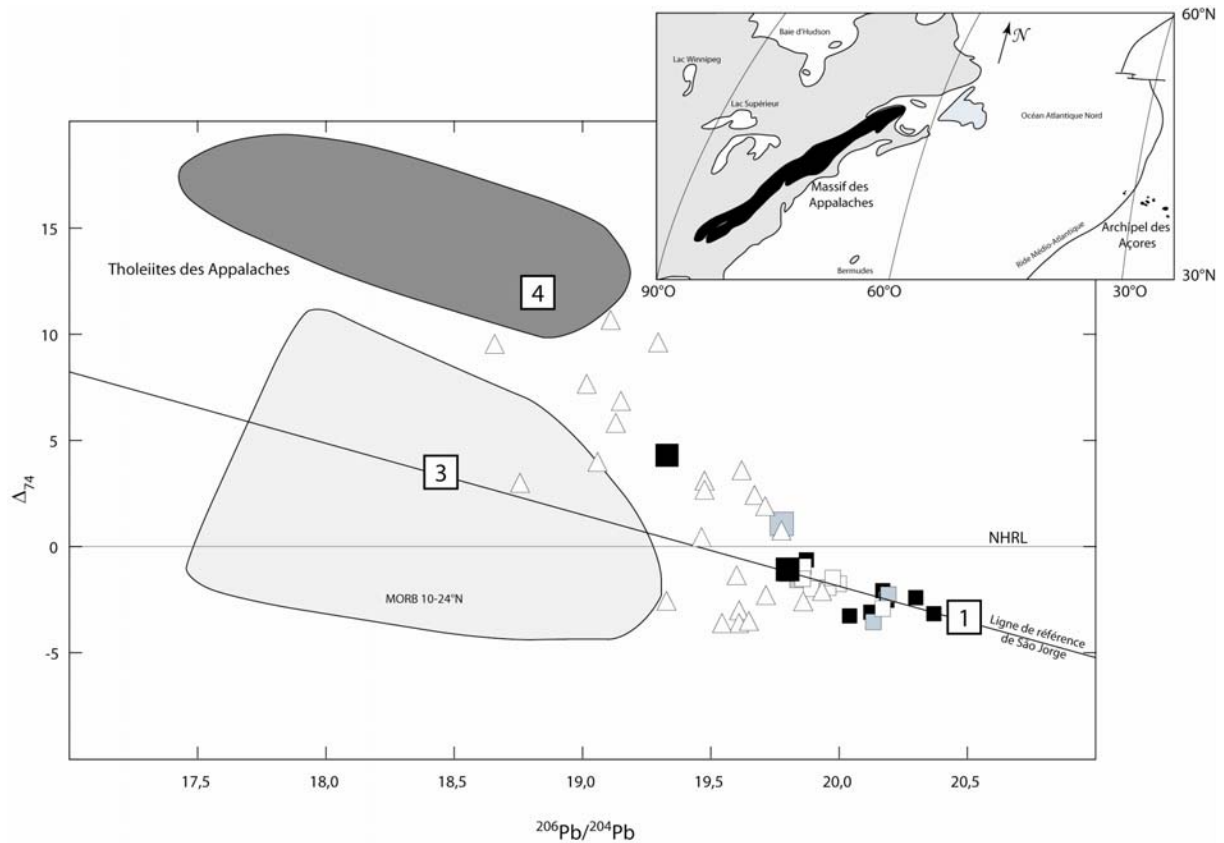 60°N
Baie d'Hudson
N
Lac Winnipeg
Lac Supérieur
Océan Atlantique Nord
Massif des
Appalaches
Ride Médio-Atlantique
Archipel des
Açores
Bermudes
30°N
90°O
60°O
30°O
15
Tholeiites des Appalaches
4
10
5
3
Δ74
0
NHRL
MORB 10-24°N
1
Ligne de référence
de São Jorge
-5
17,5
18,0
18,5
19,0
19,5
20,0
20,5
206Pb/204Pb